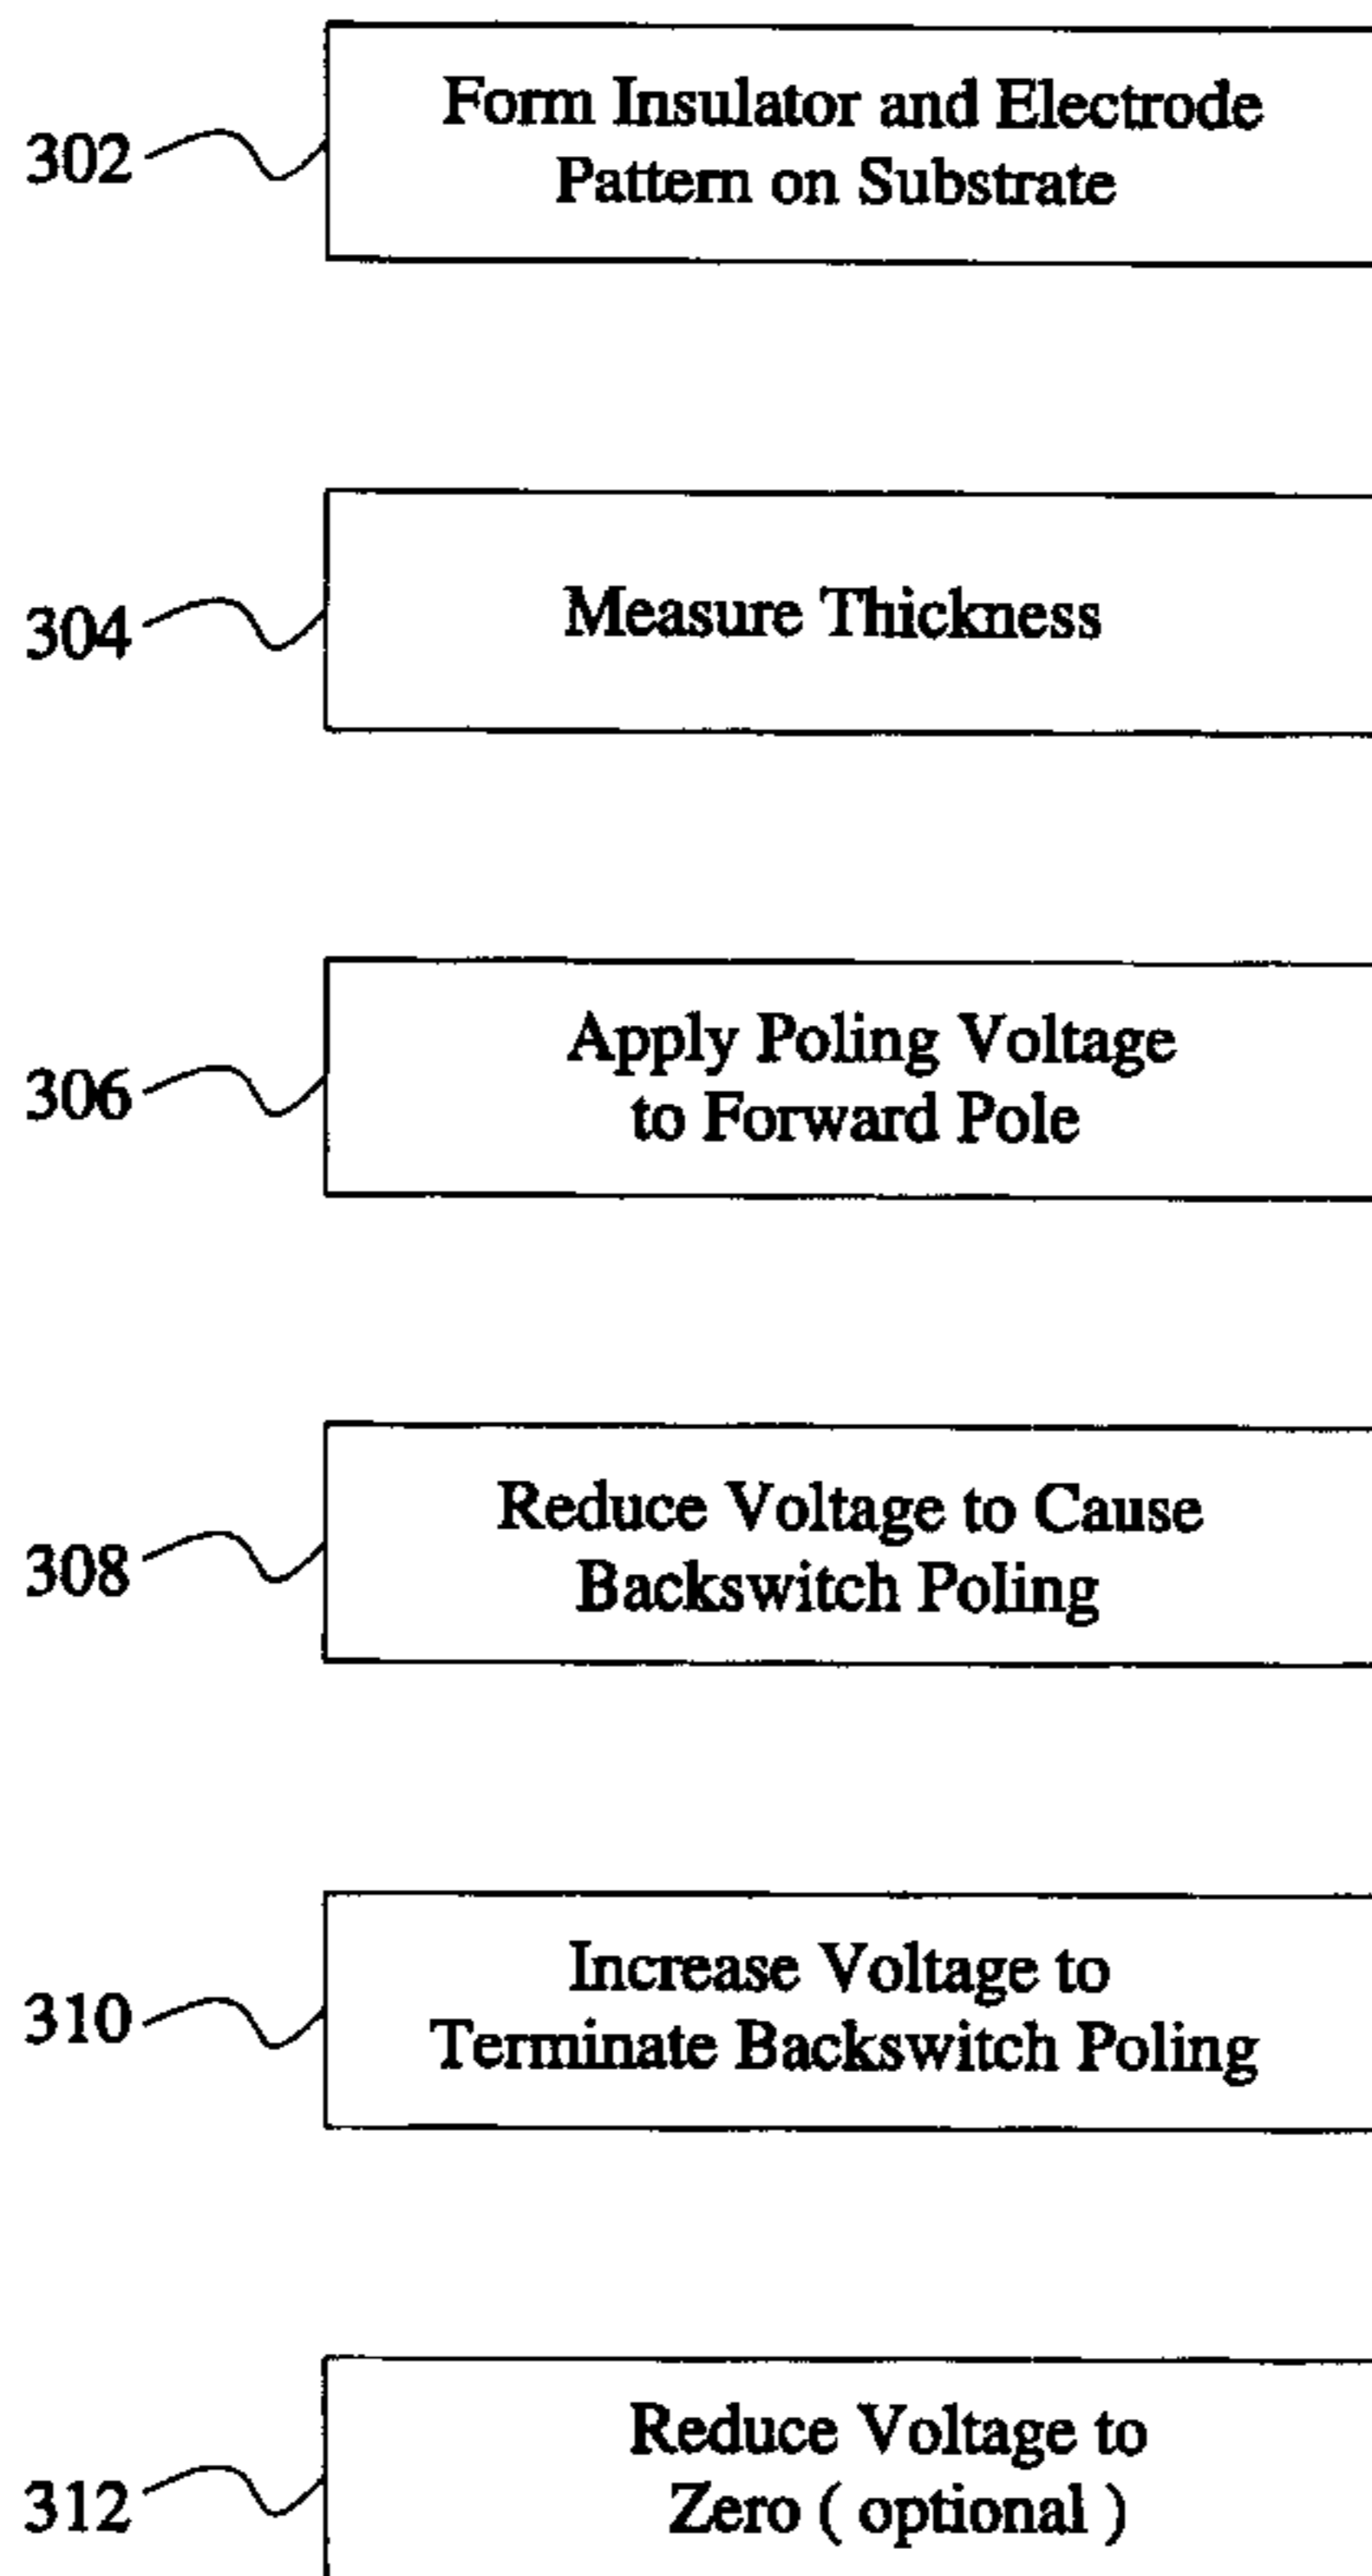 302
Form Insulator and Electrode
Pattern on Substrate
304
Measure Thickness
306
Apply Poling Voltage
to Forward Pole
308
Reduce Voltage to Cause
Backswitch Poling
310
Increase Voltage to
Terminate Backswitch Poling
312
Reduce Voltage to
Zero ( optional )